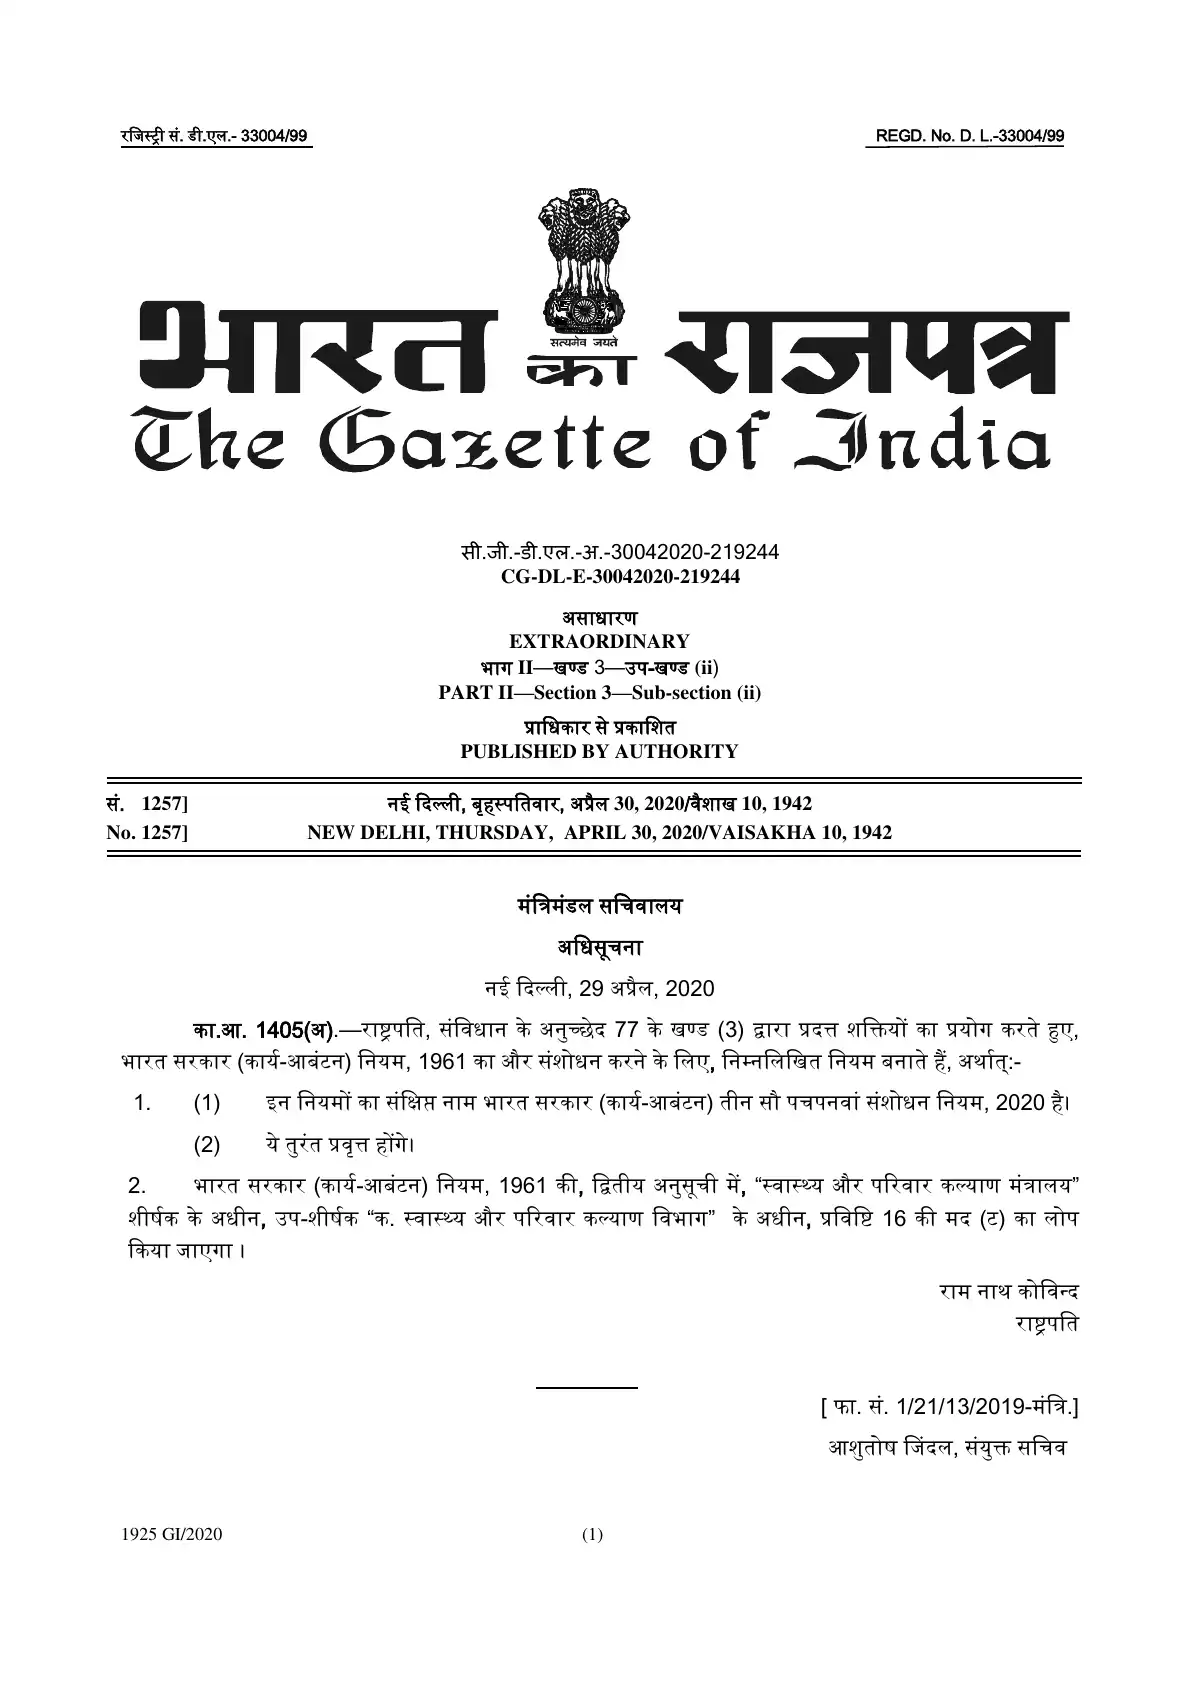 रजिस्ट्री सं. डी.एल.- 33004/99
REGD. No. D. L.-33004/99
सत्यमेव जयते
भारत का राजपत्र
The Gazette of India
सी.जी.-डी.एल.-अ.-30042020-219244
CG-DL-E-30042020-219244
असाधारण
EXTRAORDINARY
भाग II—खण्ड 3—उप-खण्ड (ii)
PART II—Section 3—Sub-section (ii)
प्राधिकार से प्रकाशित
PUBLISHED BY AUTHORITY
सं. 1257] नई दिल्ली, बृहस्पतिवार, अप्रैल 30, 2020/वैशाख 10, 1942
No. 1257] NEW DELHI, THURSDAY, APRIL 30, 2020/VAISAKHA 10, 1942
मंत्रिमंडल सचिवालय
अधिसूचना
नई दिल्ली, 29 अप्रैल, 2020
का.आ. 1405(अ).—राष्ट्रपति, संविधान के अनुच्छेद 77 के खण्ड (3) द्वारा प्रदत्त शक्तियों का प्रयोग करते हुए,
भारत सरकार (कार्य-आबंटन) नियम, 1961 का और संशोधन करने के लिए, निम्नलिखित नियम बनाते हैं, अर्थात्:-
1. (1) इन नियमों का संक्षिप्त नाम भारत सरकार (कार्य-आबंटन) तीन सौ पचपनवां संशोधन नियम, 2020 है।
(2) ये तुरंत प्रवृत्त होंगे।
2. भारत सरकार (कार्य-आबंटन) नियम, 1961 की, द्वितीय अनुसूची में, “स्वास्थ्य और परिवार कल्याण मंत्रालय”
शीर्षक के अधीन, उप-शीर्षक “क. स्वास्थ्य और परिवार कल्याण विभाग” के अधीन, प्रविष्टि 16 की मद (ट) का लोप
किया जाएगा ।
राम नाथ कोविन्द
राष्ट्रपति
[ फा. सं. 1/21/13/2019-मंत्रि.]
आशुतोष जिंदल, संयुक्त सचिव
1925 GI/2020 (1)